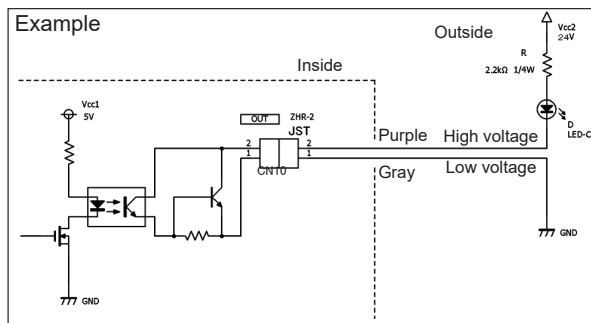 Example
Outside
Vcc2
24V
Inside
R
2.2kΩ 1/4W
Vcc1
5V
OUT
ZHR-2
JST
D
LED-C
2
2
Purple
High voltage
1
1
CN10
Gray
Low voltage
GND
GND